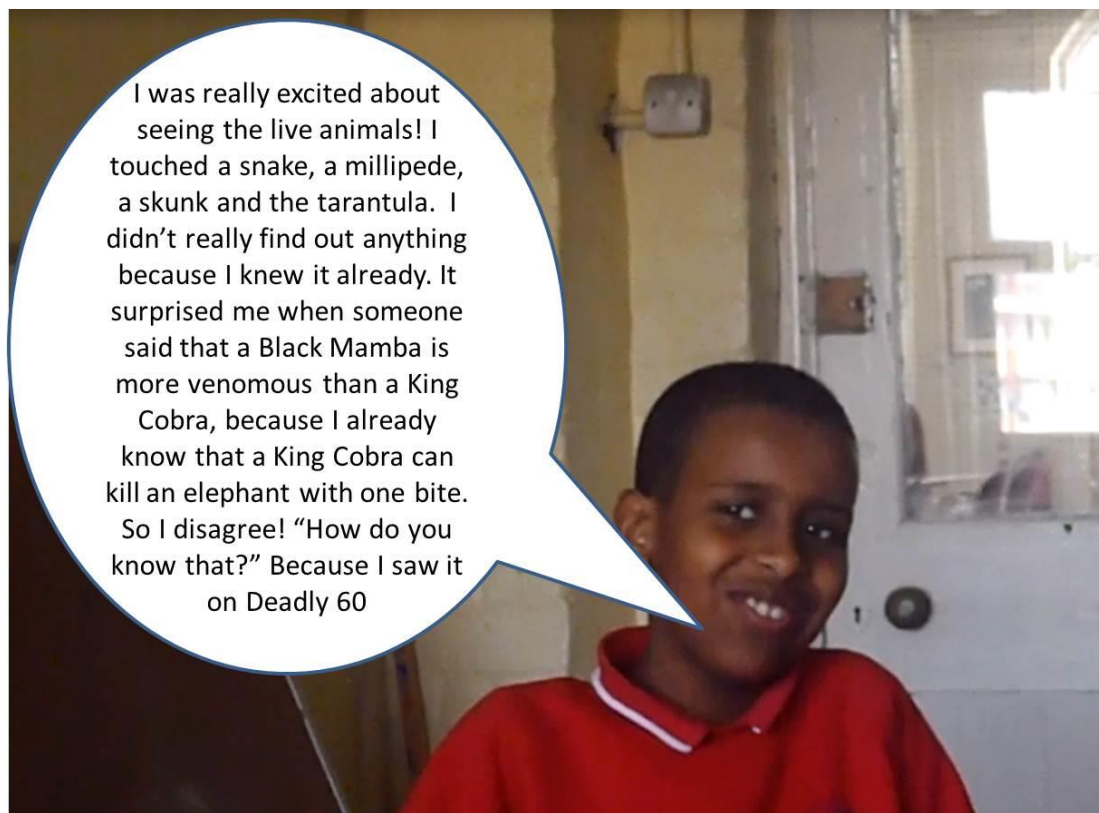 I was really excited about
seeing the live animals! I
touched a snake, a millipede,
a skunk and the tarantula.  I
didn’t really find out anything
because I knew it already. It
surprised me when someone
said that a Black Mamba is
more venomous than a King
Cobra, because I already
know that a King Cobra can
kill an elephant with one bite.
So I disagree! “How do you
know that?” Because I saw it
on Deadly 60